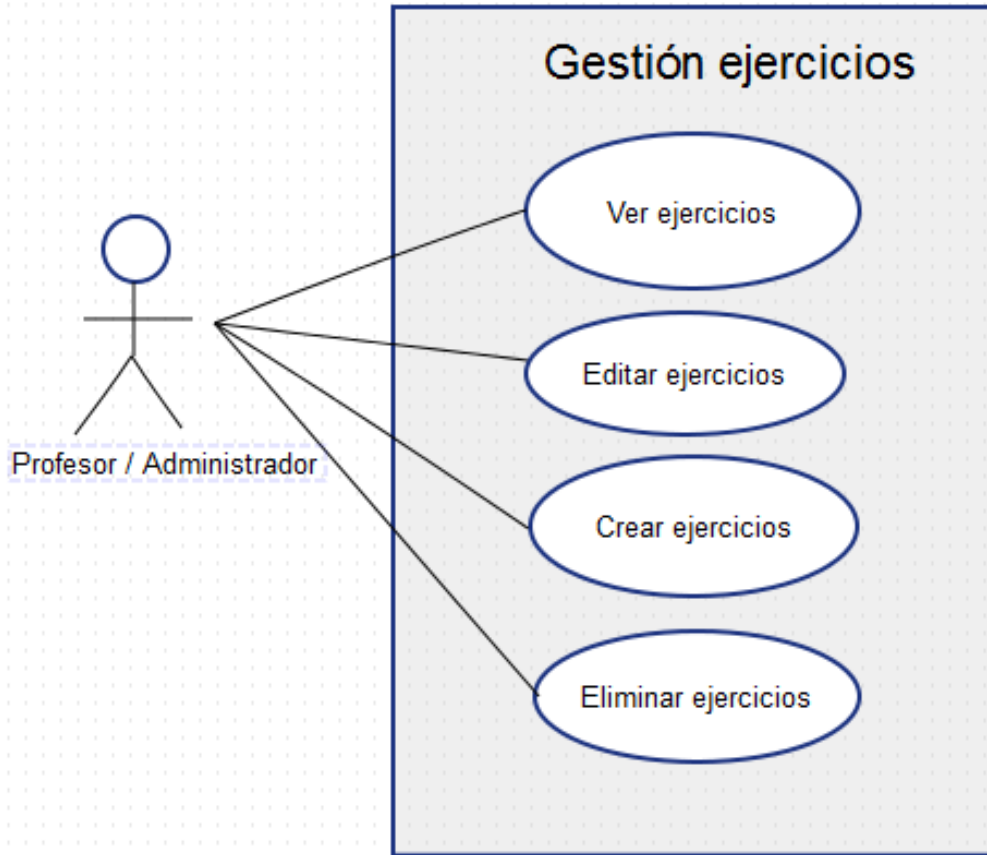 Gestión ejercicios
Ver ejercicios
Editar ejercicios
Profesor / Administrador
Crear ejercicios
Eliminar ejercicios